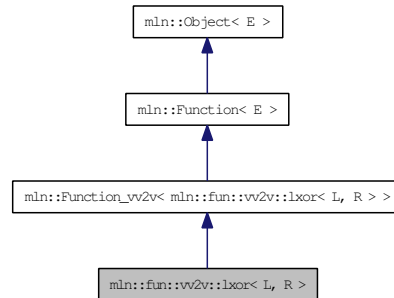 mln::Object< E >
mln::Function< E >
mln::Function_vv2v< mln::fun::vv2v::lxor< L, R > >
mln::fun::vv2v::lxor< L, R >